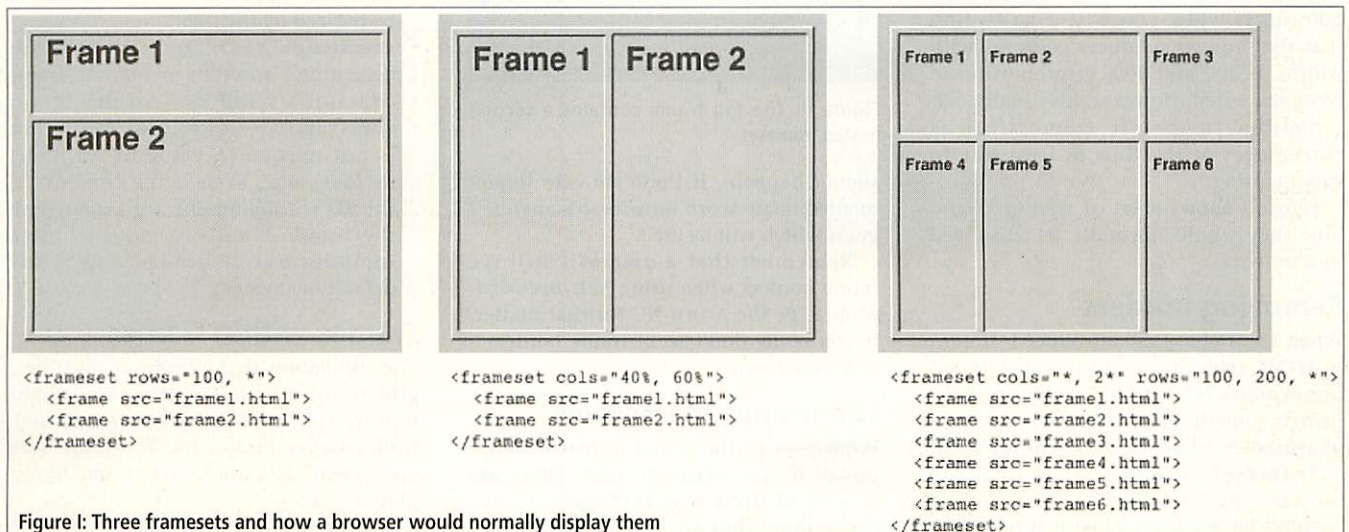 Frame 1
Frame 2
<frameset rows="100, *">
<frame src="frame1.html">
<frame src="frame2.html">
</frameset>
Frame 1 Frame 2
<frameset cols="40%, 60%">
<frame src="frame1.html">
<frame src="frame2.html">
</frameset>
Frame 1 Frame 2 Frame 3
Frame 4 Frame 5 Frame 6
<frameset cols="*, 2*" rows="100, 200, *">
<frame src="frame1.html">
<frame src="frame2.html">
<frame src="frame3.html">
<frame src="frame4.html">
<frame src="frame5.html">
<frame src="frame6.html">
</frameset>
Figure I: Three framesets and how a browser would normally display them